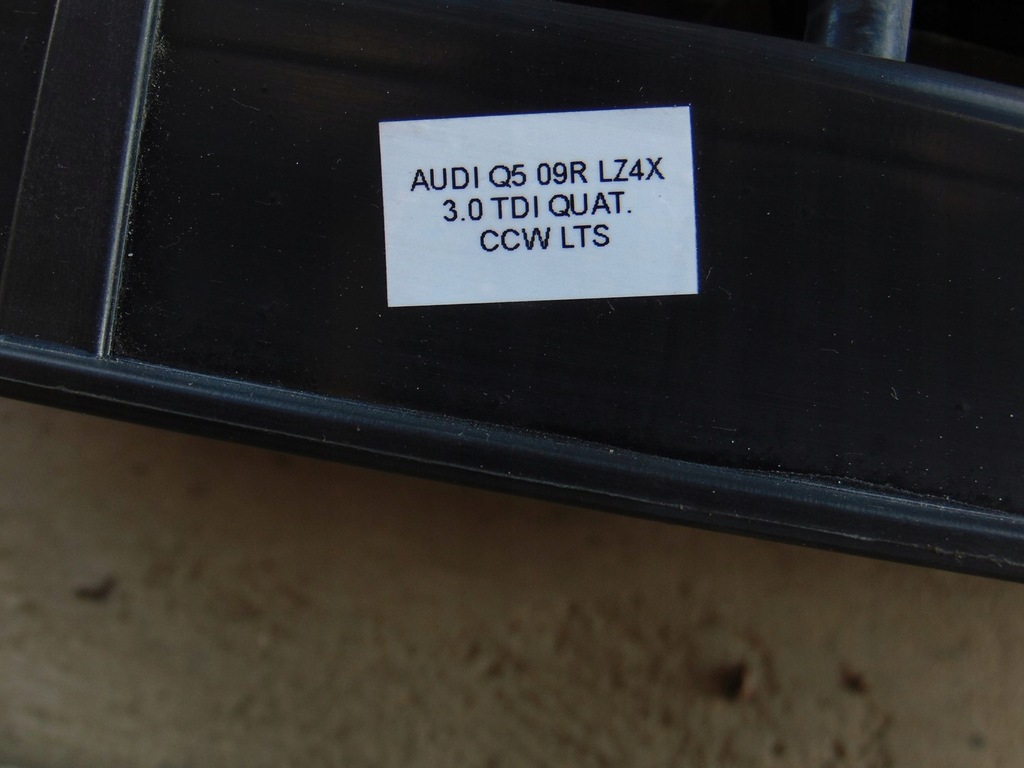 AUDI Q5 09R LZ4X
3.0 TDI QUAT.
CCW LTS